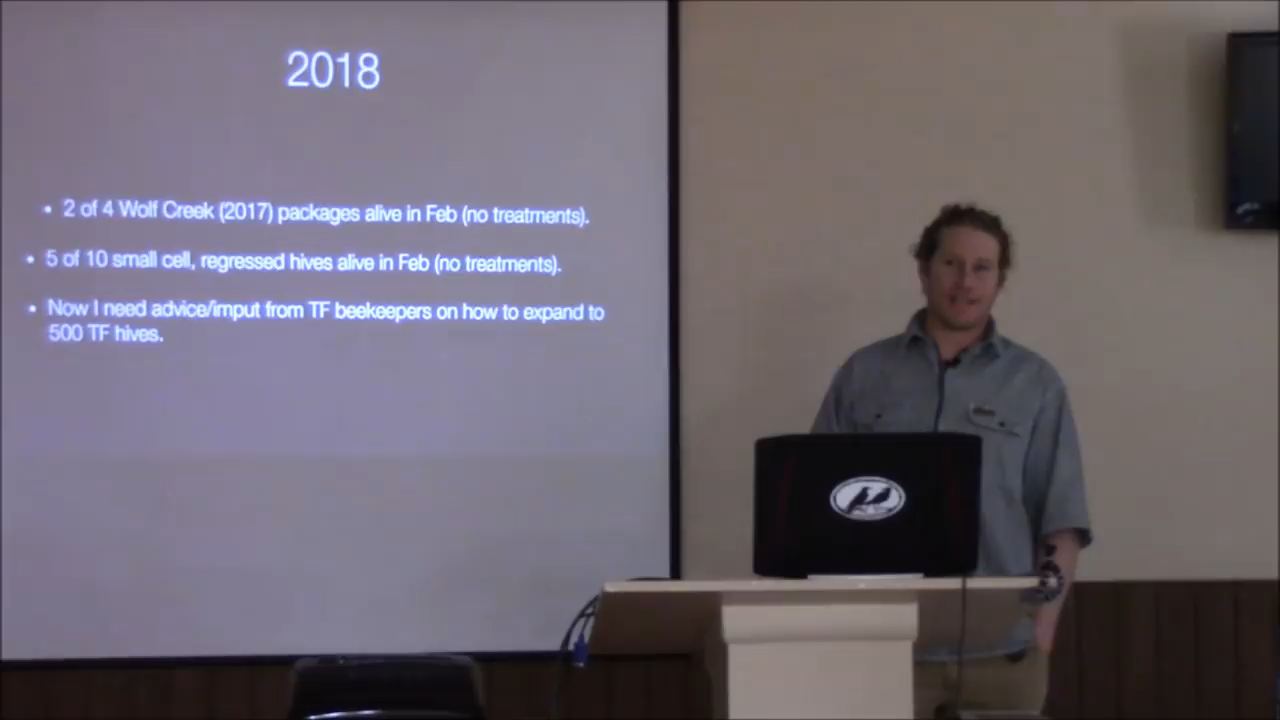 2018
• 2 of 4 Wolf Creek (2017) packages alive in Feb (no treatments).
• 5 of 10 small cell, regressed hives alive in Feb (no treatments).
• Now I need advice/imput from TF beekeepers on how to expand to
500 TF hives.